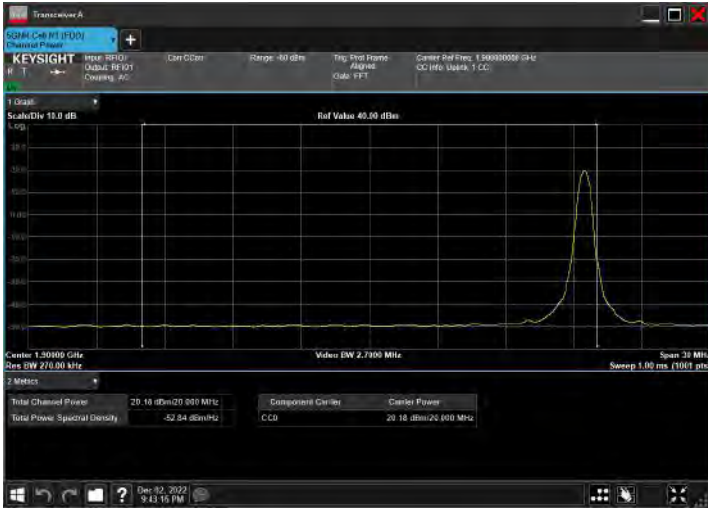 Transceiver A
5GNR-Cell N1 (FDD)
Channel Power
KEYSIGHT
Input: RFIO1
Output: RFIO1
Coupling: AC
Corr CCorr
Trig: Prot Frame
Aligned
Gate: FFT
Carrier Ref Freq: 1.900000000 GHz
CC Info: Uplink, 1 CC
R T
1 Graph
Scale/Div 10.0 dB
Ref Value 40.00 dBm
Log
Center 1.90000 GHz
Video BW 2.7000 MHz
Span 30 MHz
Res BW 270.00 kHz
Sweep 1.00 ms (1001 pts
2 Metrics
Total Channel Power
20.18 dBm/20.000 MHz
Total Power Spectral Density
-52.84 dBm/Hz
Component Carrier
Carrier Power
CC0
20.18 dBm/20.000 MHz
Dec 02, 2022
9:43:15 PM